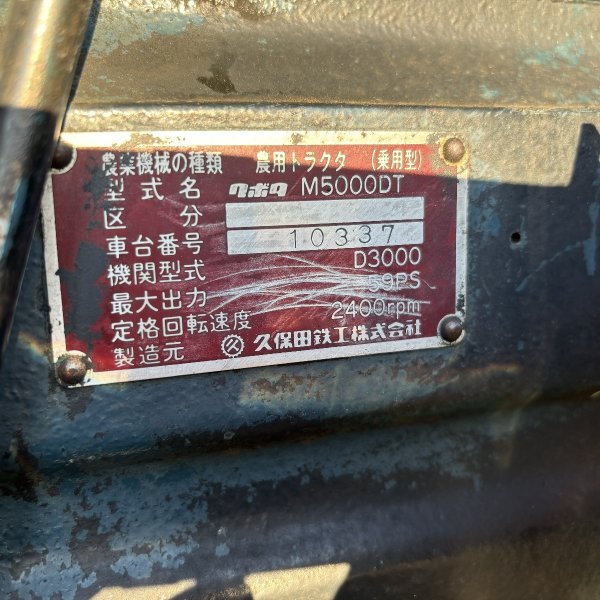 農業機械の種類 農用トラクタ (乗用型)
型式名 クボタ M5000DT
区分
車台番号 10337
機関型式 D3000
最大出力 59PS
定格回転速度 2400rpm
製造元 久保田鉄工株式会社